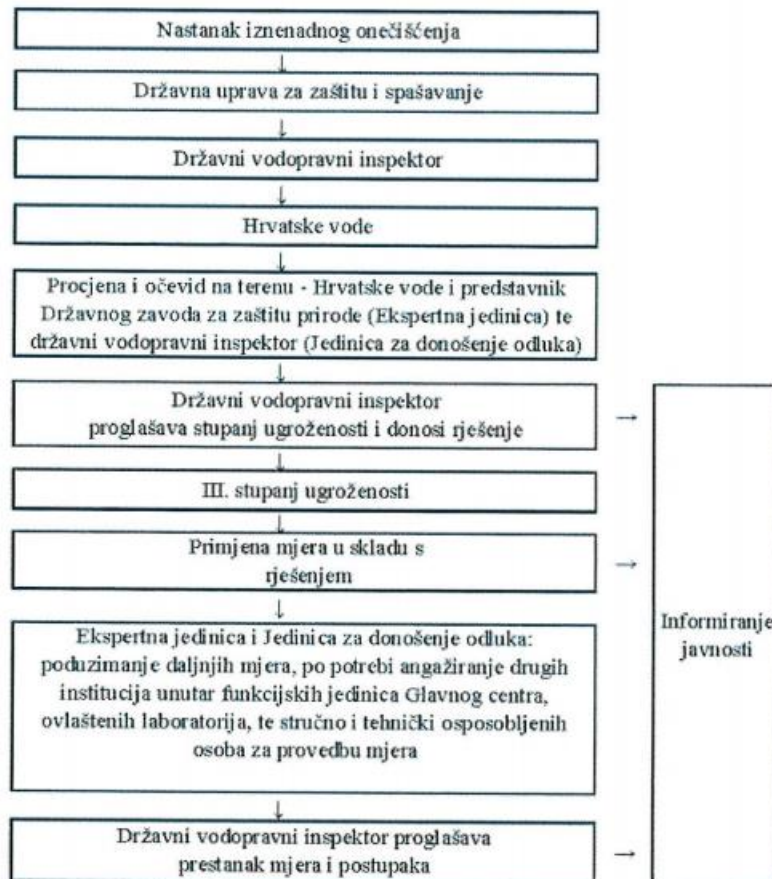 Nastanak iznenadnog onečišćenja
↓
Državna uprava za zaštitu i spašavanje
↓
Državni vodopravni inspektor
↓
Hrvatske vode
↓
Procjena i očevid na terenu - Hrvatske vode i predstavnik
Državnog zavoda za zaštitu prirode (Ekspertna jedinica) te
državni vodopravni inspektor (Jedinica za donošenje odluka)
↓
Državni vodopravni inspektor
proglašava stupanj ugroženosti i donosi rješenje
→
↓
III. stupanj ugroženosti
↓
Primjena mjera u skladu s
rješenjem
→
↓
Ekspertna jedinica i Jedinica za donošenje odluka:
poduzimanje daljnjih mjera, po potrebi angažiranje drugih
institucija unutar funkcijskih jedinica Glavnog centra,
ovlaštenih laboratorija, te stručno i tehnički osposobljenih
osoba za provedbu mjera
↓
Državni vodopravni inspektor proglašava
prestanak mjera i postupaka
→
Informiranje
javnosti